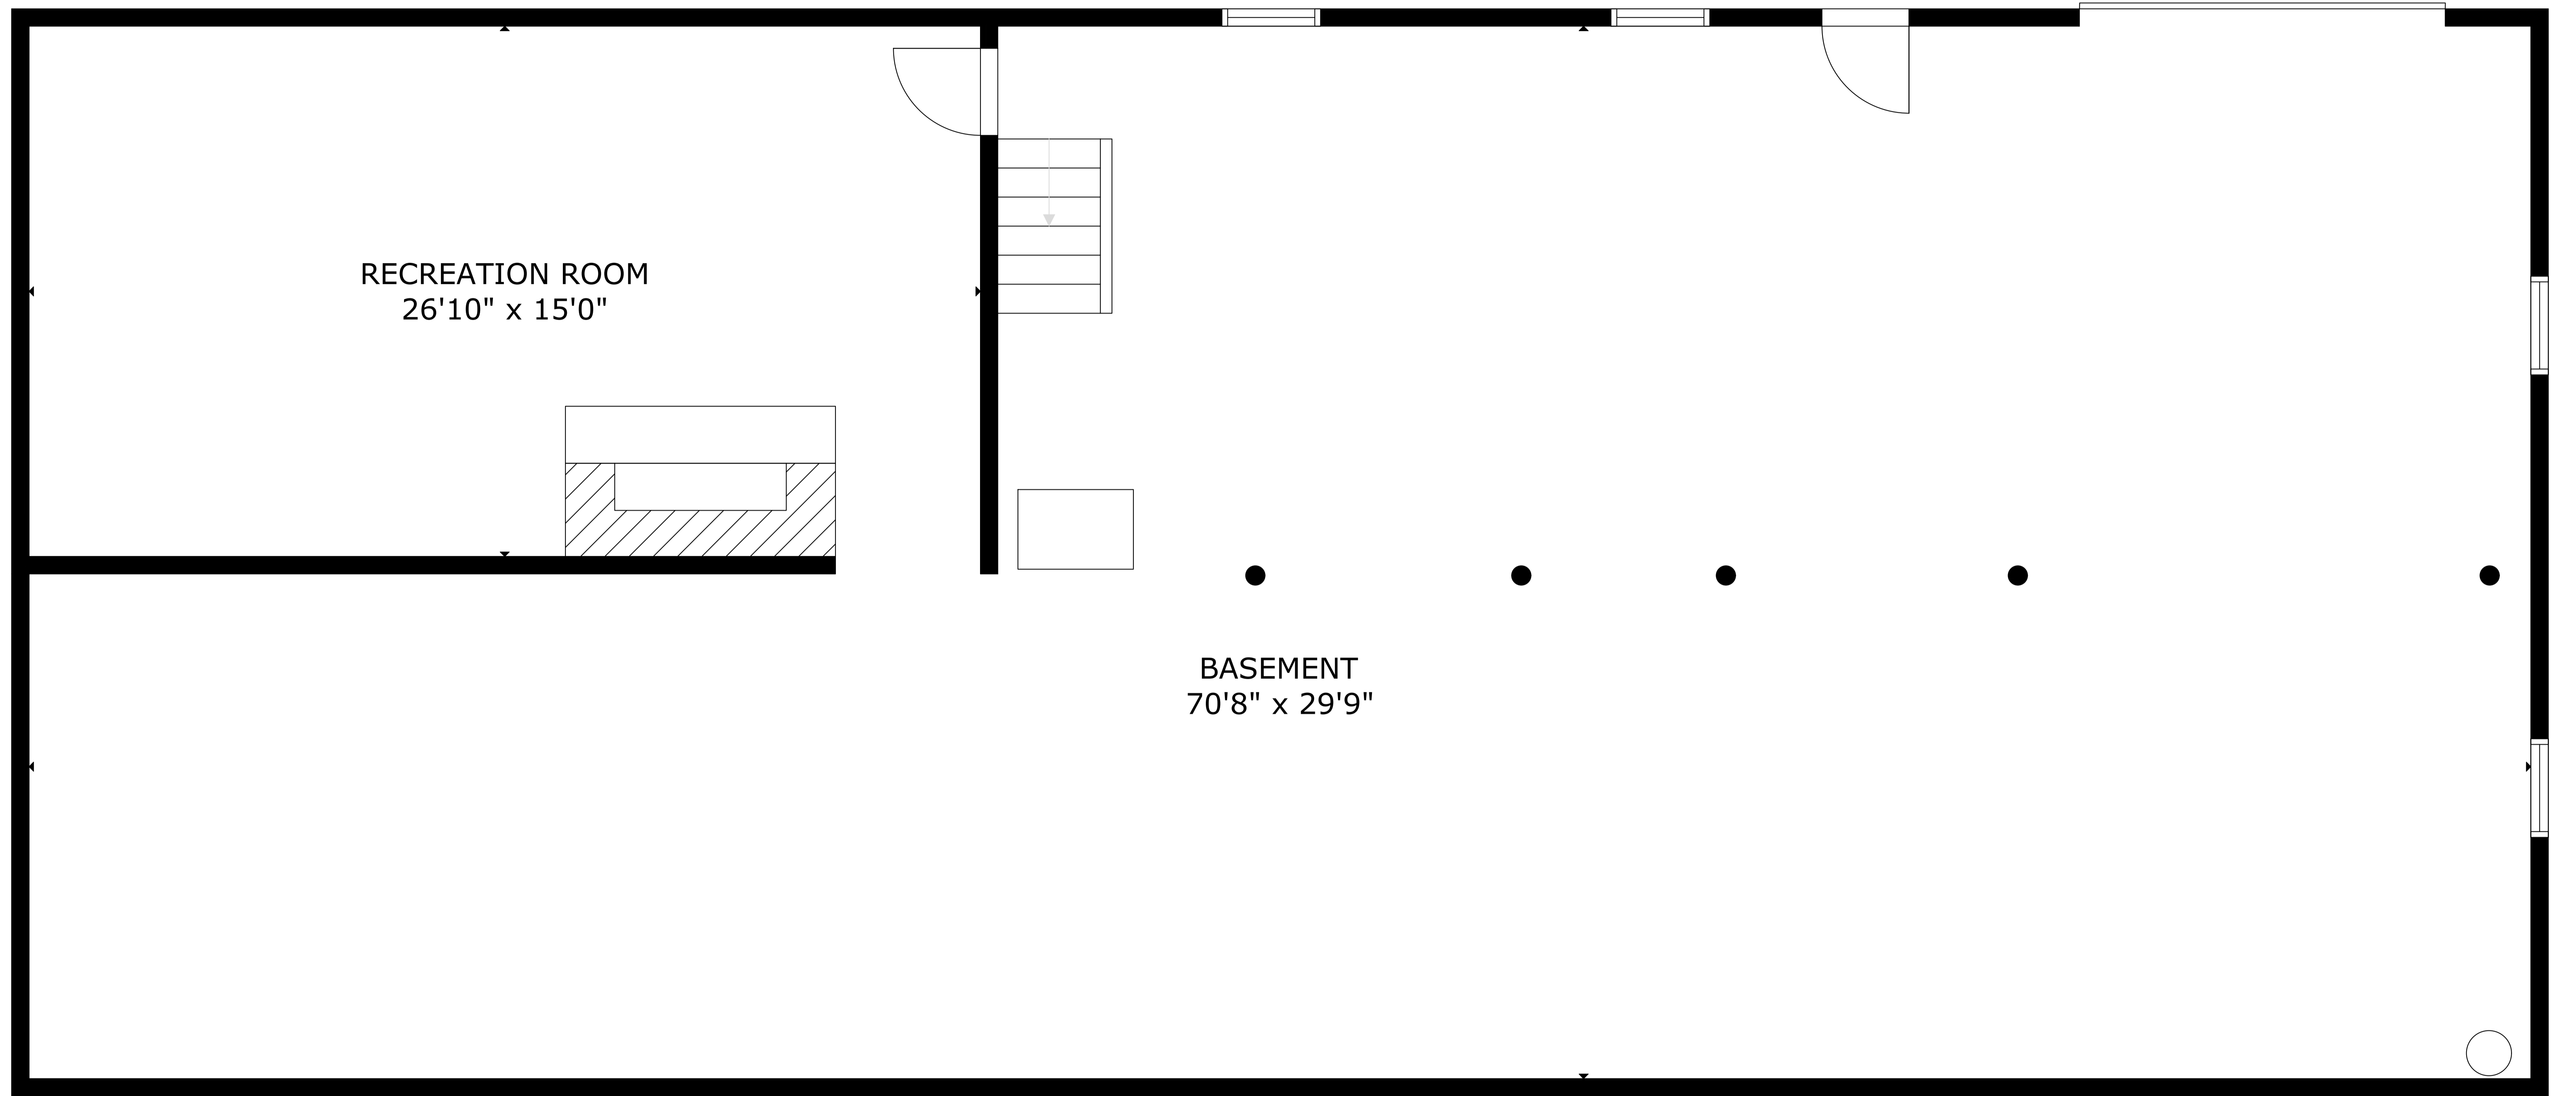 RECREATION ROOM
26'10" x 15'0"
BASEMENT
70'8" x 29'9"